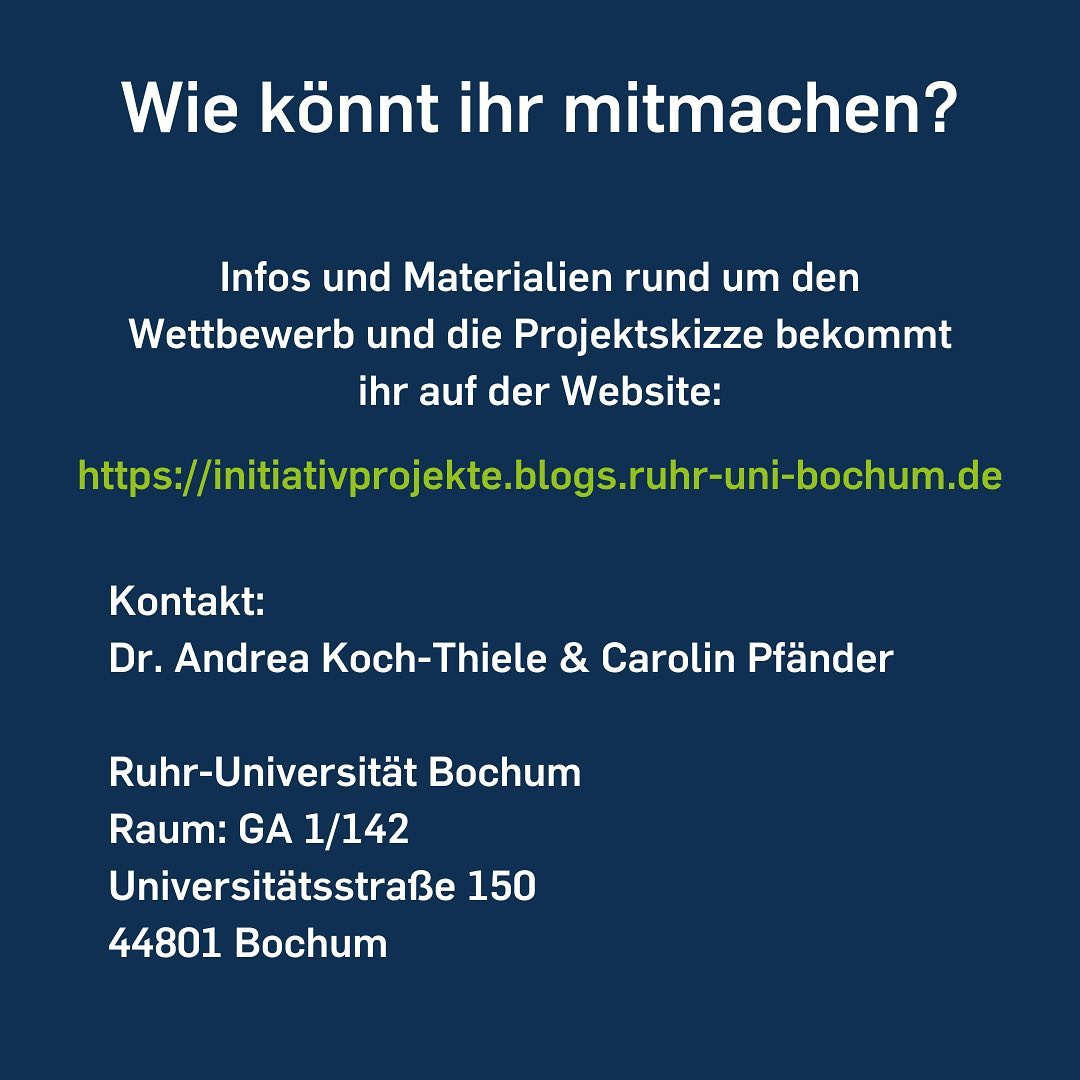 Wie könnt ihr mitmachen?
Infos und Materialien rund um den
Wettbewerb und die Projektskizze bekommt
ihr auf der Website:
https://initiativprojekte.blogs.ruhr-uni-bochum.de
Kontakt:
Dr. Andrea Koch-Thiele & Carolin Pfänder
Ruhr-Universität Bochum
Raum: GA 1/142
Universitätsstraße 150
44801 Bochum